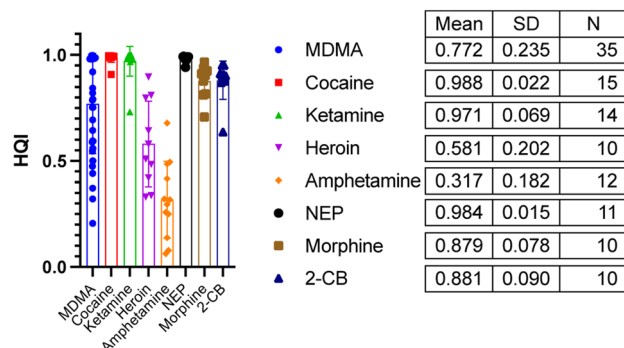 Mean SD N
1.0 MDMA 0.772 0.235 35
Cocaine 0.988 0.022 15
Ketamine 0.971 0.069 14
HQI 0.5 Heroin 0.581 0.202 10
Amphetamine 0.317 0.182 12
NEP 0.984 0.015 11
Morphine 0.879 0.078 10
0.0 2-CB 0.881 0.090 10
MDMA Cocaine Ketamine Heroin Amphetamine NEP Morphine 2-CB